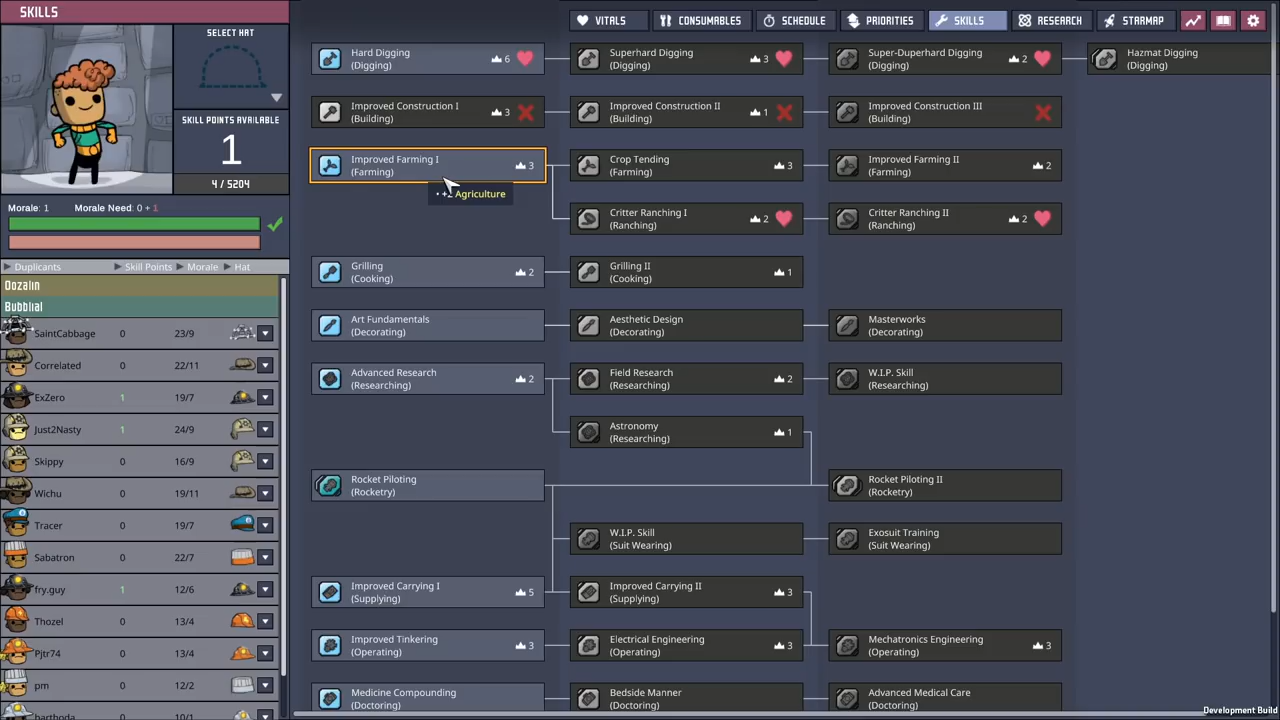 SKILLS
VITALS
CONSUMABLES
SCHEDULE
PRIORITIES
SKILLS
RESEARCH
STARMAP
SELECT HAT
SKILL POINTS AVAILABLE
1
4 / 5204
Morale: 1 Morale Need: 0 + 1
Duplicants Skill Points Morale Hat
Oozalin
Bubblial
SaintCabbage 0 23/9
Correlated 0 22/11
ExZero 1 19/7
Just2Nasty 1 24/9
Skippy 0 16/9
Wichu 0 19/11
Tracer 0 19/7
Sabatron 0 22/7
fry.guy 1 12/6
Thozel 0 13/4
Pjtr74 0 13/4
pm 0 12/2
0 10/1
Hard Digging
(Digging)
6
Superhard Digging
(Digging)
3
Super-Duperhard Digging
(Digging)
2
Hazmat Digging
(Digging)
Improved Construction I
(Building)
3
Improved Construction II
(Building)
1
Improved Construction III
(Building)
Improved Farming I
(Farming)
3
Agriculture
Crop Tending
(Farming)
3
Improved Farming II
(Farming)
2
Critter Ranching I
(Ranching)
2
Critter Ranching II
(Ranching)
2
Grilling
(Cooking)
2
Grilling II
(Cooking)
1
Art Fundamentals
(Decorating)
Aesthetic Design
(Decorating)
Masterworks
(Decorating)
Advanced Research
(Researching)
2
Field Research
(Researching)
2
W.I.P. Skill
(Researching)
Astronomy
(Researching)
1
Rocket Piloting
(Rocketry)
Rocket Piloting II
(Rocketry)
W.I.P. Skill
(Suit Wearing)
Exosuit Training
(Suit Wearing)
Improved Carrying I
(Supplying)
5
Improved Carrying II
(Supplying)
3
Improved Tinkering
(Operating)
3
Electrical Engineering
(Operating)
3
Mechatronics Engineering
(Operating)
3
Medicine Compounding
(Doctoring)
Bedside Manner
(Doctoring)
Advanced Medical Care
(Doctoring)
Development Build